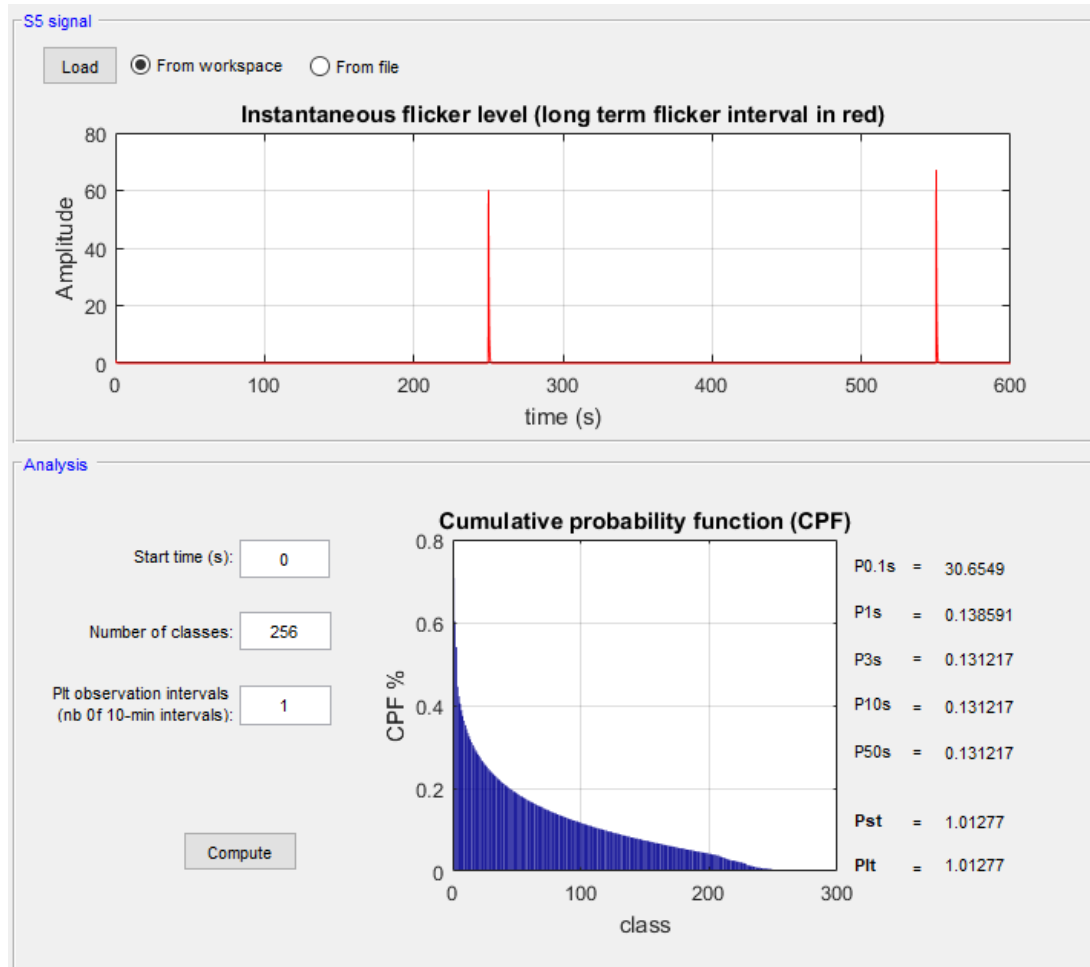 S5 signal
Load From workspace From file
Instantaneous flicker level (long term flicker interval in red)
80
60
40
20
0
Amplitude
0 100 200 300 400 500 600
time (s)
Analysis
Start time (s): 0
Number of classes: 256
Plt observation intervals
(nb 0f 10-min intervals): 1
Compute
Cumulative probability function (CPF)
0.8
0.6
0.4
0.2
0
CPF %
0 100 200 300
class
P0.1s = 30.6549
P1s = 0.138591
P3s = 0.131217
P10s = 0.131217
P50s = 0.131217
Pst = 1.01277
Plt = 1.01277